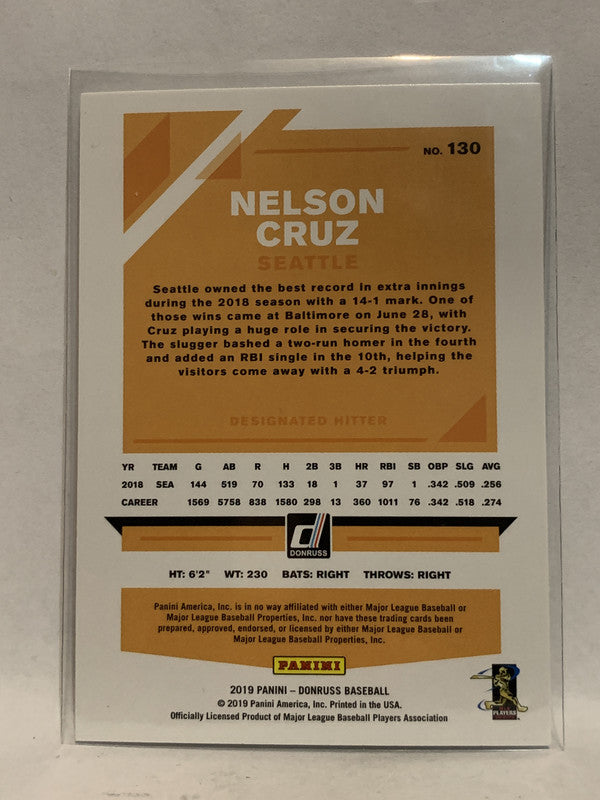 NO. 130
NELSON
CRUZ
SEATTLE
Seattle owned the best record in extra innings
during the 2018 season with a 14-1 mark. One of
those wins came at Baltimore on June 28, with
Cruz playing a huge role in securing the victory.
The slugger bashed a two-run homer in the fourth
and added an RBI single in the 10th, helping the
visitors come away with a 4-2 triumph.
DESIGNATED HITTER
YR TEAM G AB R H 2B 3B HR RBI SB OBP SLG AVG
2018 SEA 144 519 70 133 18 1 37 97 1 .342 .509 .256
CAREER 1569 5758 838 1580 298 13 360 1011 76 .342 .518 .274
d
DONRUSS
HT: 6'2" WT: 230 BATS: RIGHT THROWS: RIGHT
Panini America, Inc. is in no way affiliated with either Major League Baseball or
Major League Baseball Properties, Inc. nor have these trading cards been
prepared, approved, endorsed, or licensed by either Major League Baseball or
Major League Baseball Properties, Inc.
PANINI
2019 PANINI – DONRUSS BASEBALL
© 2019 Panini America, Inc. Printed in the USA.
Officially Licensed Product of Major League Baseball Players Association
PLAYERS